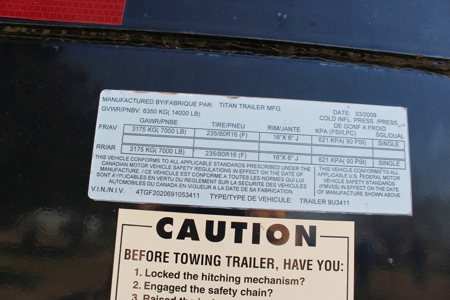 MANUFACTURED BY/FABRIQUE PAR: TITAN TRAILER MFG. DATE: 03/2009
GVWR/PNBV: 6350 KG( 14000 LB) COLD INFL. PRESS./PRESS.
GAWR/PNBE TIRE/PNEU RIM/JANTE DE GONF A FROID
KPA (PSI/LPC) SGL/DUAL
FR/AV 3175 KG( 7000 LB) 235/80R16 (F) 16"X 6" J 621 KPA( 90 PSI) SINGLE
RR/AR 3175 KG( 7000 LB) 235/80R16 (F) 16"X 6" J 621 KPA( 90 PSI) SINGLE
THIS VEHICLE CONFORMS TO ALL APPLICABLE STANDARDS PRESCRIBED UNDER THE
CANADIAN MOTOR VEHICLE SAFETY REGULATIONS IN EFFECT ON THE DATE OF
MANUFACTURE / CE VEHICULE EST CONFORME A TOUTES LES NORMES QUI LUI
SONT APPLICABLES EN VERTU DU REGLEMENT SUR LA SECURITE DES VEHICULES
AUTOMOBILES DU CANADA EN VIGUEUR A LA DATE DE SA FABRICATION
THIS VEHICLE CONFORMS TO ALL
APPLICABLE U.S. FEDERAL MOTOR
VEHICLE SAFETY STANDARDS
(FMVSS) IN EFFECT ON THE DATE
OF MANUFACTURE SHOWN ABOVE
V.I.N./N.I.V. 4TGF2020691053411 TYPE/TYPE DE VEHICULE: TRAILER 9U3411
CAUTION
BEFORE TOWING TRAILER, HAVE YOU:
1. Locked the hitching mechanism?
2. Engaged the safety chain?
3. Raised the